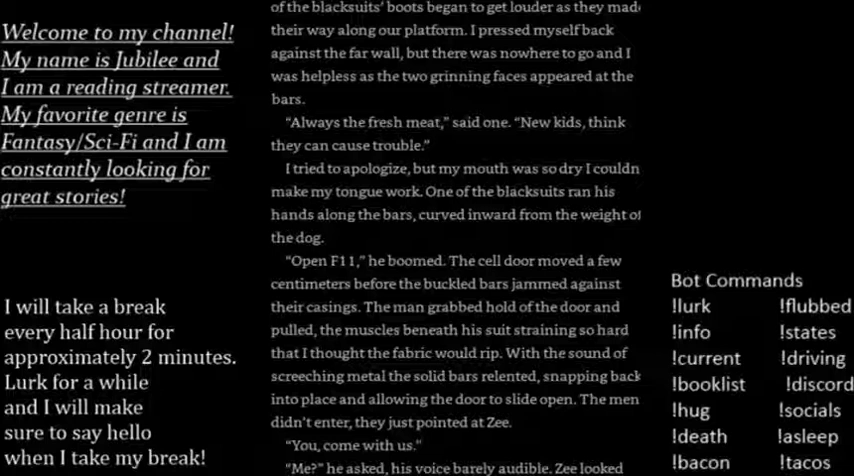 Welcome to my channel!
My name is Jubilee and
I am a reading streamer.
My favorite genre is
Fantasy/Sci-Fi and I am
constantly looking for
great stories!
I will take a break
every half hour for
approximately 2 minutes.
Lurk for a while
and I will make
sure to say hello
when I take my break!
of the blacksuits' boots began to get louder as they made
their way along our platform. I pressed myself back
against the far wall, but there was nowhere to go and I
was helpless as the two grinning faces appeared at the
bars.
“Always the fresh meat,” said one. “New kids, think
they can cause trouble.”
I tried to apologize, but my mouth was so dry I couldn
make my tongue work. One of the blacksuits ran his
hands along the bars, curved inward from the weight of
the dog.
“Open F11,” he boomed. The cell door moved a few
centimeters before the buckled bars jammed against
their casings. The man grabbed hold of the door and
pulled, the muscles beneath his suit straining so hard
that I thought the fabric would rip. With the sound of
screeching metal the solid bars relented, snapping back
into place and allowing the door to slide open. The men
didn't enter, they just pointed at Zee.
“You, come with us.”
“Me?” he asked, his voice barely audible. Zee looked
Bot Commands
!lurk !flubbed
!info !states
!current !driving
!booklist !discord
!hug !socials
!death !asleep
!bacon !tacos